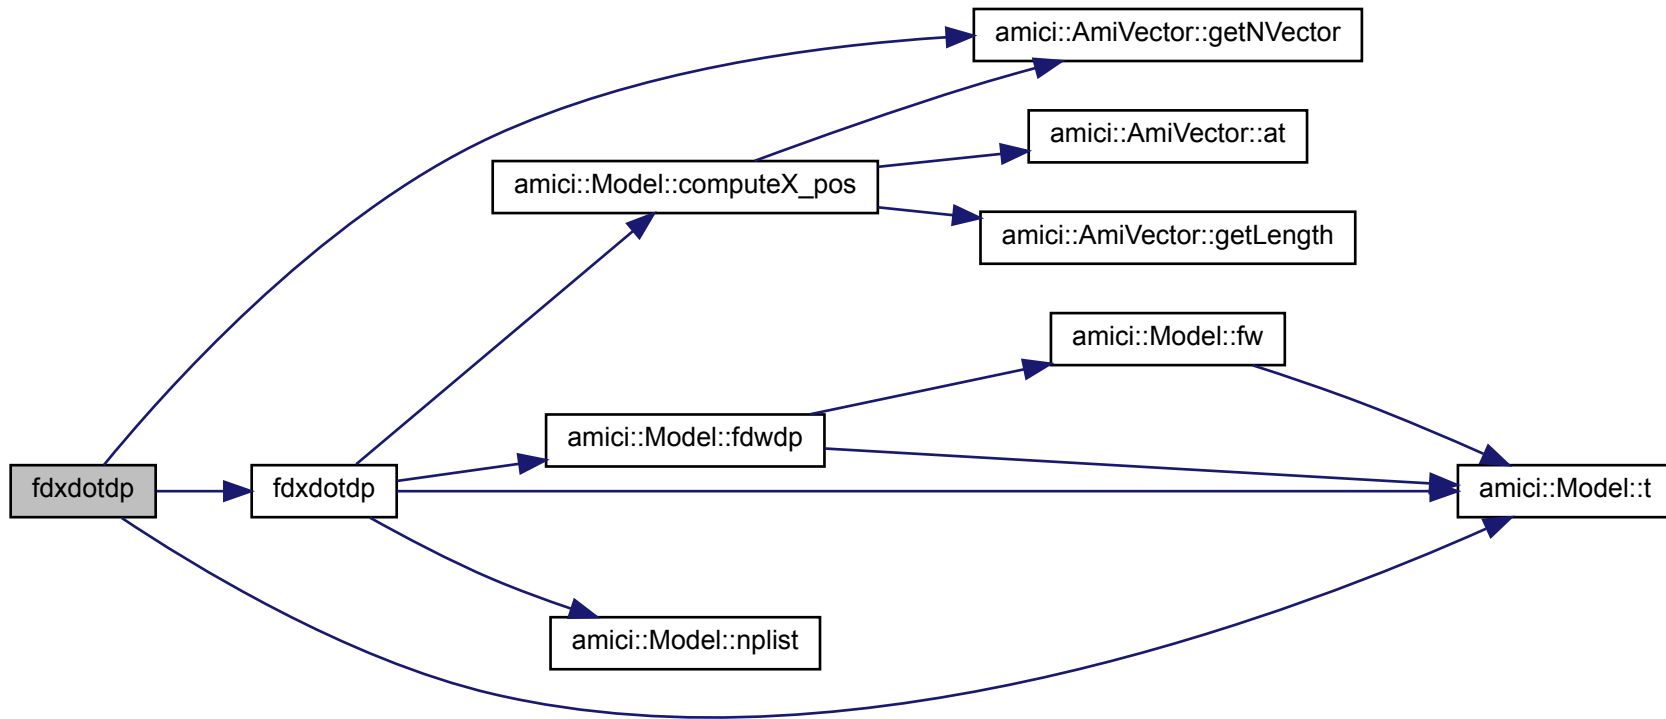 amici::AmiVector::getNVector
amici::AmiVector::at
amici::Model::computeX_pos
amici::AmiVector::getLength
amici::Model::fw
amici::Model::fdwdp
fdxdotdp
fdxdotdp
amici::Model::t
amici::Model::nplist